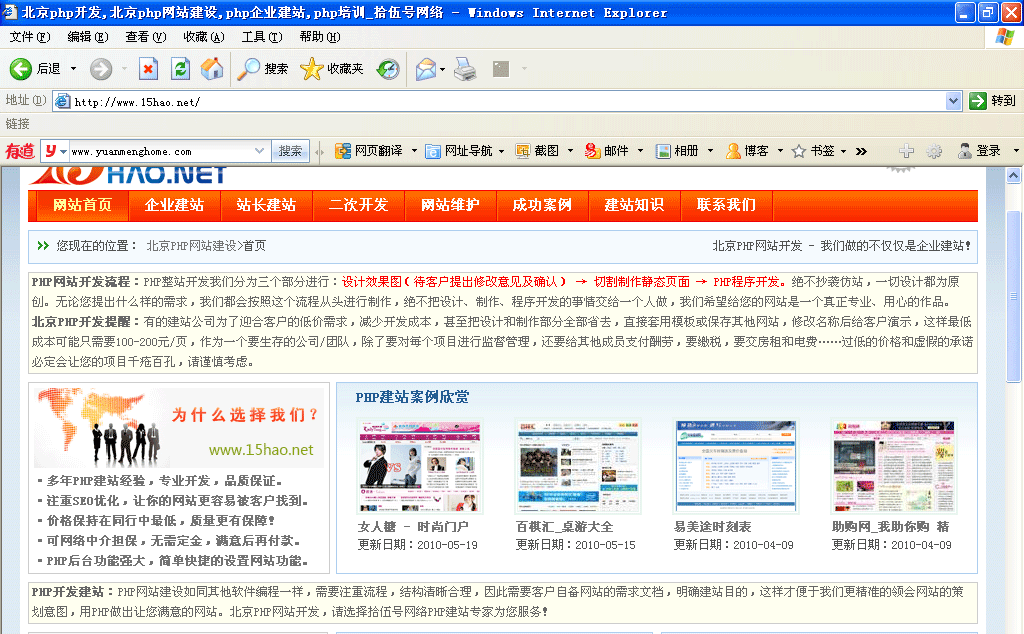 北京php开发,北京php网站建设,php企业建站,php培训_拾伍号网络 - Windows Internet Explorer
文件(F) 编辑(E) 查看(V) 收藏(A) 工具(T) 帮助(H)
后退 搜索 收藏夹
地址(D) http://www.15hao.net/ 转到
链接
有道 y www.yuanmenghome.com 搜索 网页翻译 网址导航 截图 邮件 相册 博客 书签 » 登录
15HAO.NET
网站首页 企业建站 站长建站 二次开发 网站维护 成功案例 建站知识 联系我们
您现在的位置： 北京PHP网站建设>首页 北京PHP网站开发 - 我们做的不仅仅是企业建站!
PHP网站开发流程：PHP整站开发我们分为三个部分进行：设计效果图(待客户提出修改意见及确认) → 切割制作静态页面 → PHP程序开发。绝不抄袭仿站，一切设计都为原
创。无论您提出什么样的需求，我们都会按照这个流程从头进行制作，绝不把设计、制作、程序开发的事情交给一个人做，我们希望给您的网站是一个真正专业、用心的作品。
北京PHP开发提醒：有的建站公司为了迎合客户的低价需求，减少开发成本，甚至把设计和制作部分全部省去，直接套用模板或保存其他网站，修改名称后给客户演示，这样最低
成本可能只需要100-200元/页，作为一个要生存的公司/团队，除了要对每个项目进行监督管理，还要给其他成员支付酬劳，要缴税，要交房租和电费……过低的价格和虚假的承诺
必定会让您的项目千疮百孔，请谨慎考虑。
为什么选择我们？
www.15hao.net
多年PHP建站经验，专业开发，品质保证。
注重SEO优化，让你的网站更容易被客户找到。
价格保持在同行中最低，质量更有保障!
可网络中介担保，无需定金，满意后再付款。
PHP后台功能强大，简单快捷的设置网站功能。
PHP建站案例欣赏
女人馐 - 时尚门户 百棋汇_桌游大全 易美途时刻表 助购网_我助你购 精
更新日期：2010-05-19 更新日期：2010-05-15 更新日期：2010-04-09 更新日期：2010-04-09
PHP开发建站：PHP网站建设如同其他软件编程一样，需要注重流程，结构清晰合理，因此需要客户自备网站的需求文档，明确建站目的，这样才便于我们更精准的领会网站的策
划意图，用PHP做出让您满意的网站。北京PHP网站开发，请选择拾伍号网络PHP建站专家为您服务!